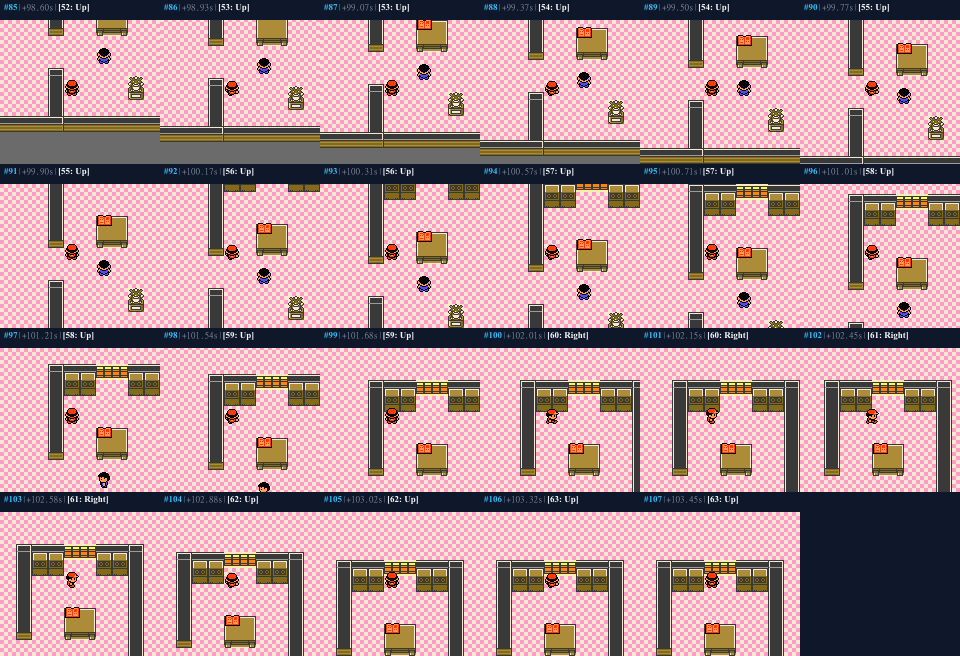 #85|+98.60s|[52: Up]
#86|+98.93s|[53: Up]
#87|+99.07s|[53: Up]
#88|+99.37s|[54: Up]
#89|+99.50s|[54: Up]
#90|+99.77s|[55: Up]
#91|+99.90s|[55: Up]
#92|+100.17s|[56: Up]
#93|+100.31s|[56: Up]
#94|+100.57s|[57: Up]
#95|+100.71s|[57: Up]
#96|+101.01s|[58: Up]
#97|+101.21s|[58: Up]
#98|+101.54s|[59: Up]
#99|+101.68s|[59: Up]
#100|+102.01s|[60: Right]
#101|+102.15s|[60: Right]
#102|+102.45s|[61: Right]
#103|+102.58s|[61: Right]
#104|+102.88s|[62: Up]
#105|+103.02s|[62: Up]
#106|+103.32s|[63: Up]
#107|+103.45s|[63: Up]